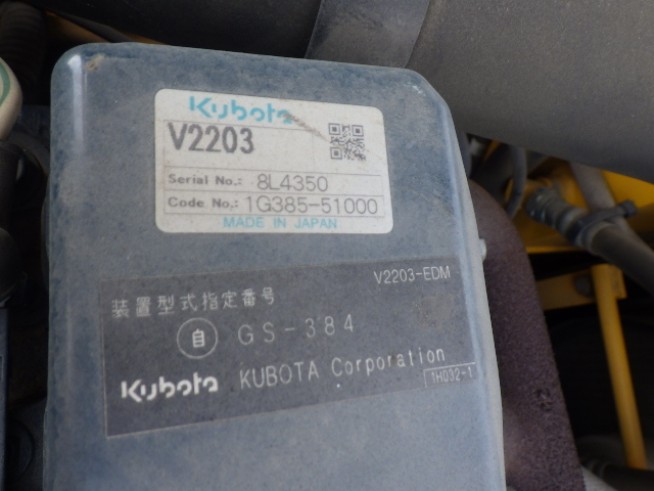 Kubota
V2203
Serial No.: 8L4350
Code No.: 1G385-51000
MADE IN JAPAN
V2203-EDM
装置型式指定番号
自 GS-384
Kubota KUBOTA Corporation
1H032-1